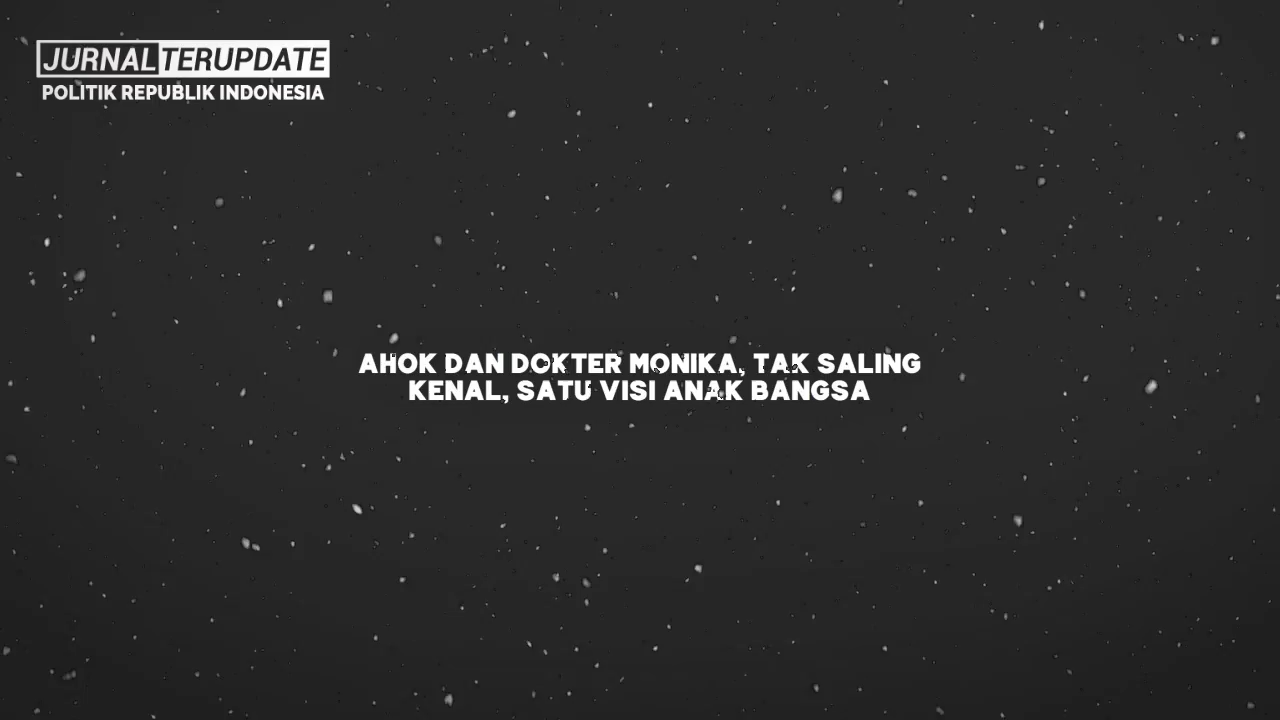 JURNALTERUPDATE
POLITIK REPUBLIK INDONESIA
AHOK DAN DOKTER MONIKA, TAK SALING
KENAL, SATU VISI ANAK BANGSA